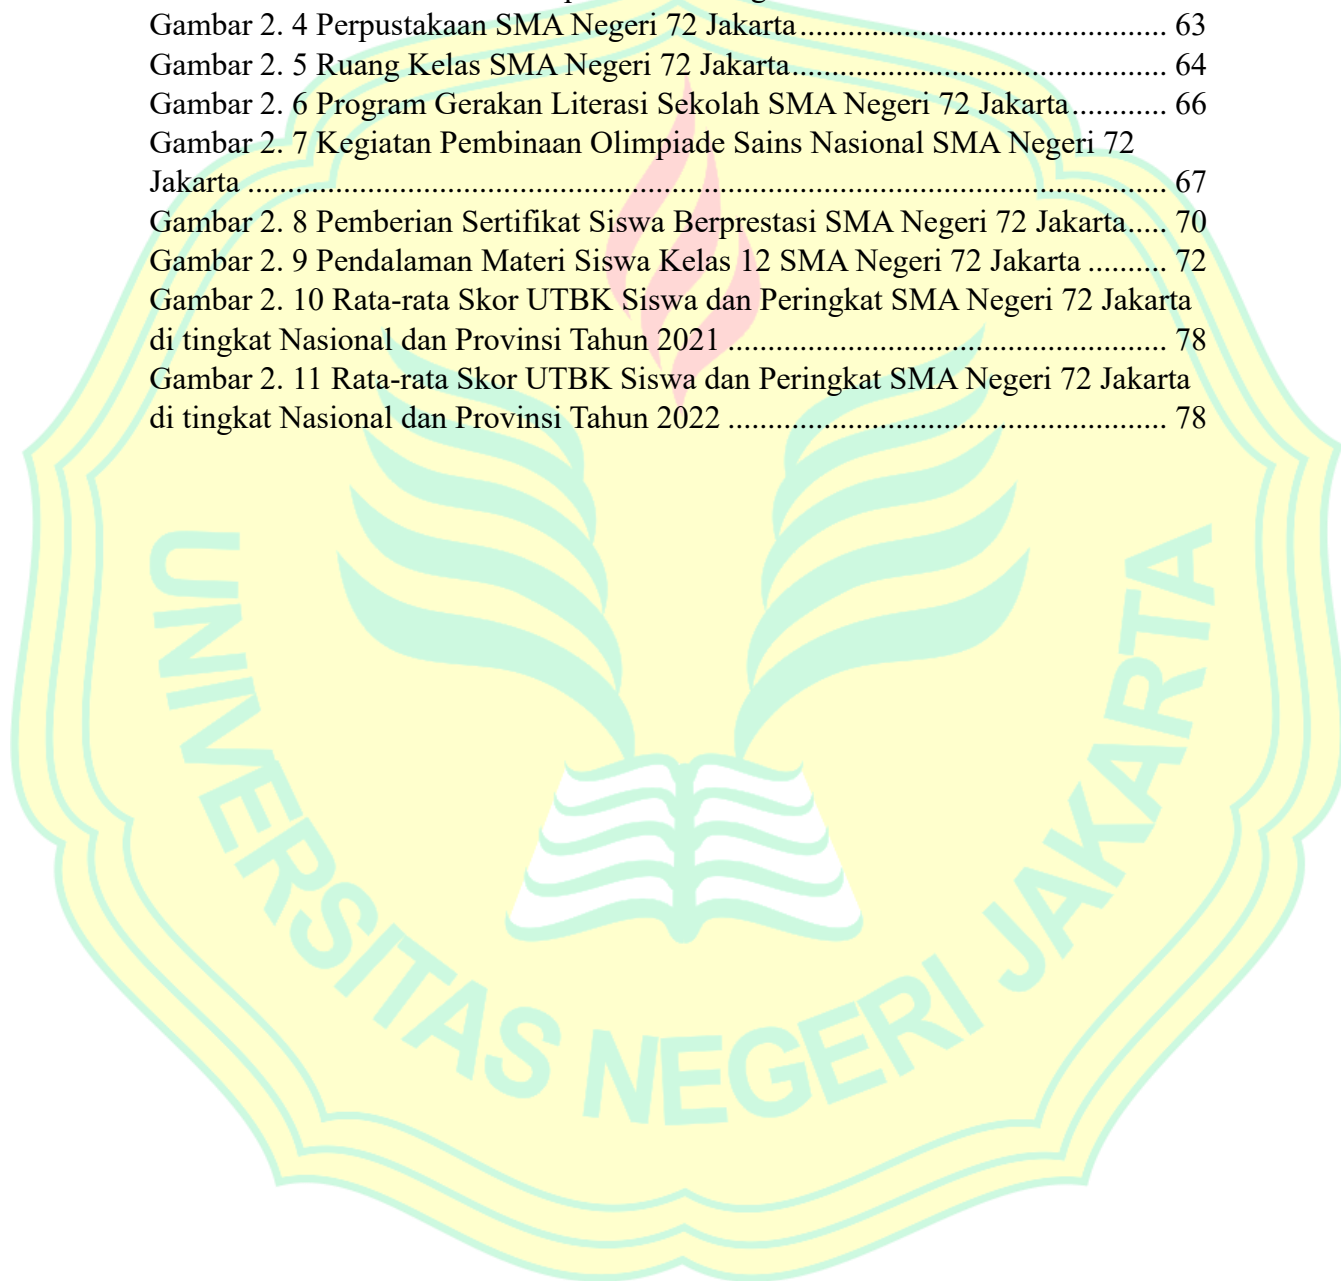 Gambar 2. 4 Perpustakaan SMA Negeri 72 Jakarta............................................... 63
Gambar 2. 5 Ruang Kelas SMA Negeri 72 Jakarta................................................ 64
Gambar 2. 6 Program Gerakan Literasi Sekolah SMA Negeri 72 Jakarta............ 66
Gambar 2. 7 Kegiatan Pembinaan Olimpiade Sains Nasional SMA Negeri 72
Jakarta ..................................................................................................................... 67
Gambar 2. 8 Pemberian Sertifikat Siswa Berprestasi SMA Negeri 72 Jakarta..... 70
Gambar 2. 9 Pendalaman Materi Siswa Kelas 12 SMA Negeri 72 Jakarta .......... 72
Gambar 2. 10 Rata-rata Skor UTBK Siswa dan Peringkat SMA Negeri 72 Jakarta
di tingkat Nasional dan Provinsi Tahun 2021 ........................................................ 78
Gambar 2. 11 Rata-rata Skor UTBK Siswa dan Peringkat SMA Negeri 72 Jakarta
di tingkat Nasional dan Provinsi Tahun 2022 ........................................................ 78
UNIVERSITAS NEGERI JAKARTA